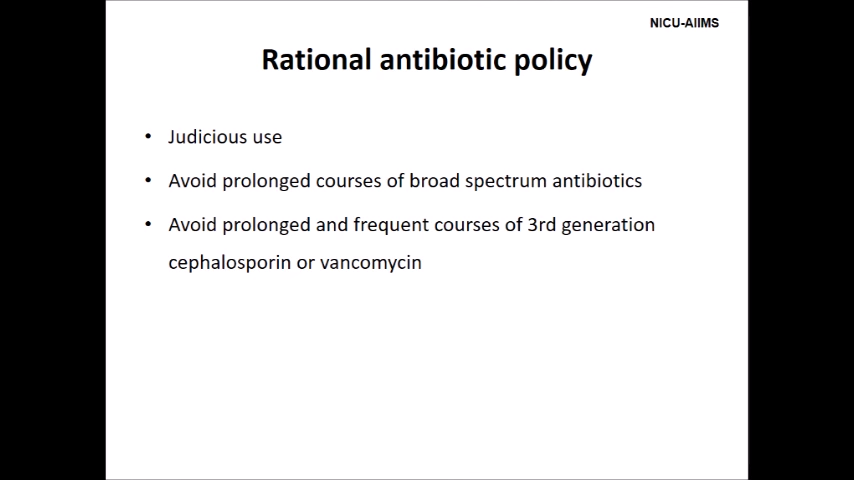 NICU-AIIMS
Rational antibiotic policy
• Judicious use
• Avoid prolonged courses of broad spectrum antibiotics
• Avoid prolonged and frequent courses of 3rd generation
cephalosporin or vancomycin